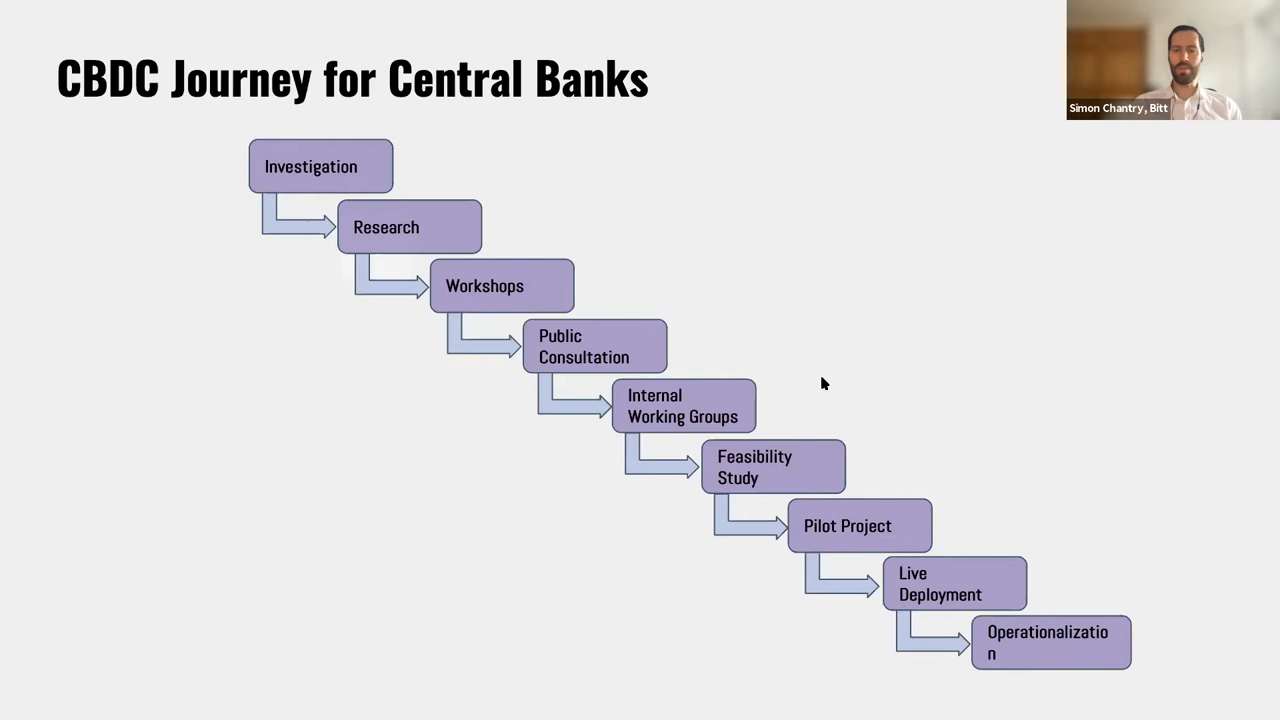 CBDC Journey for Central Banks
Simon Chantry, Bitt
Investigation
Research
Workshops
Public
Consultation
Internal
Working Groups
Feasibility
Study
Pilot Project
Live
Deployment
Operationalizatio
n